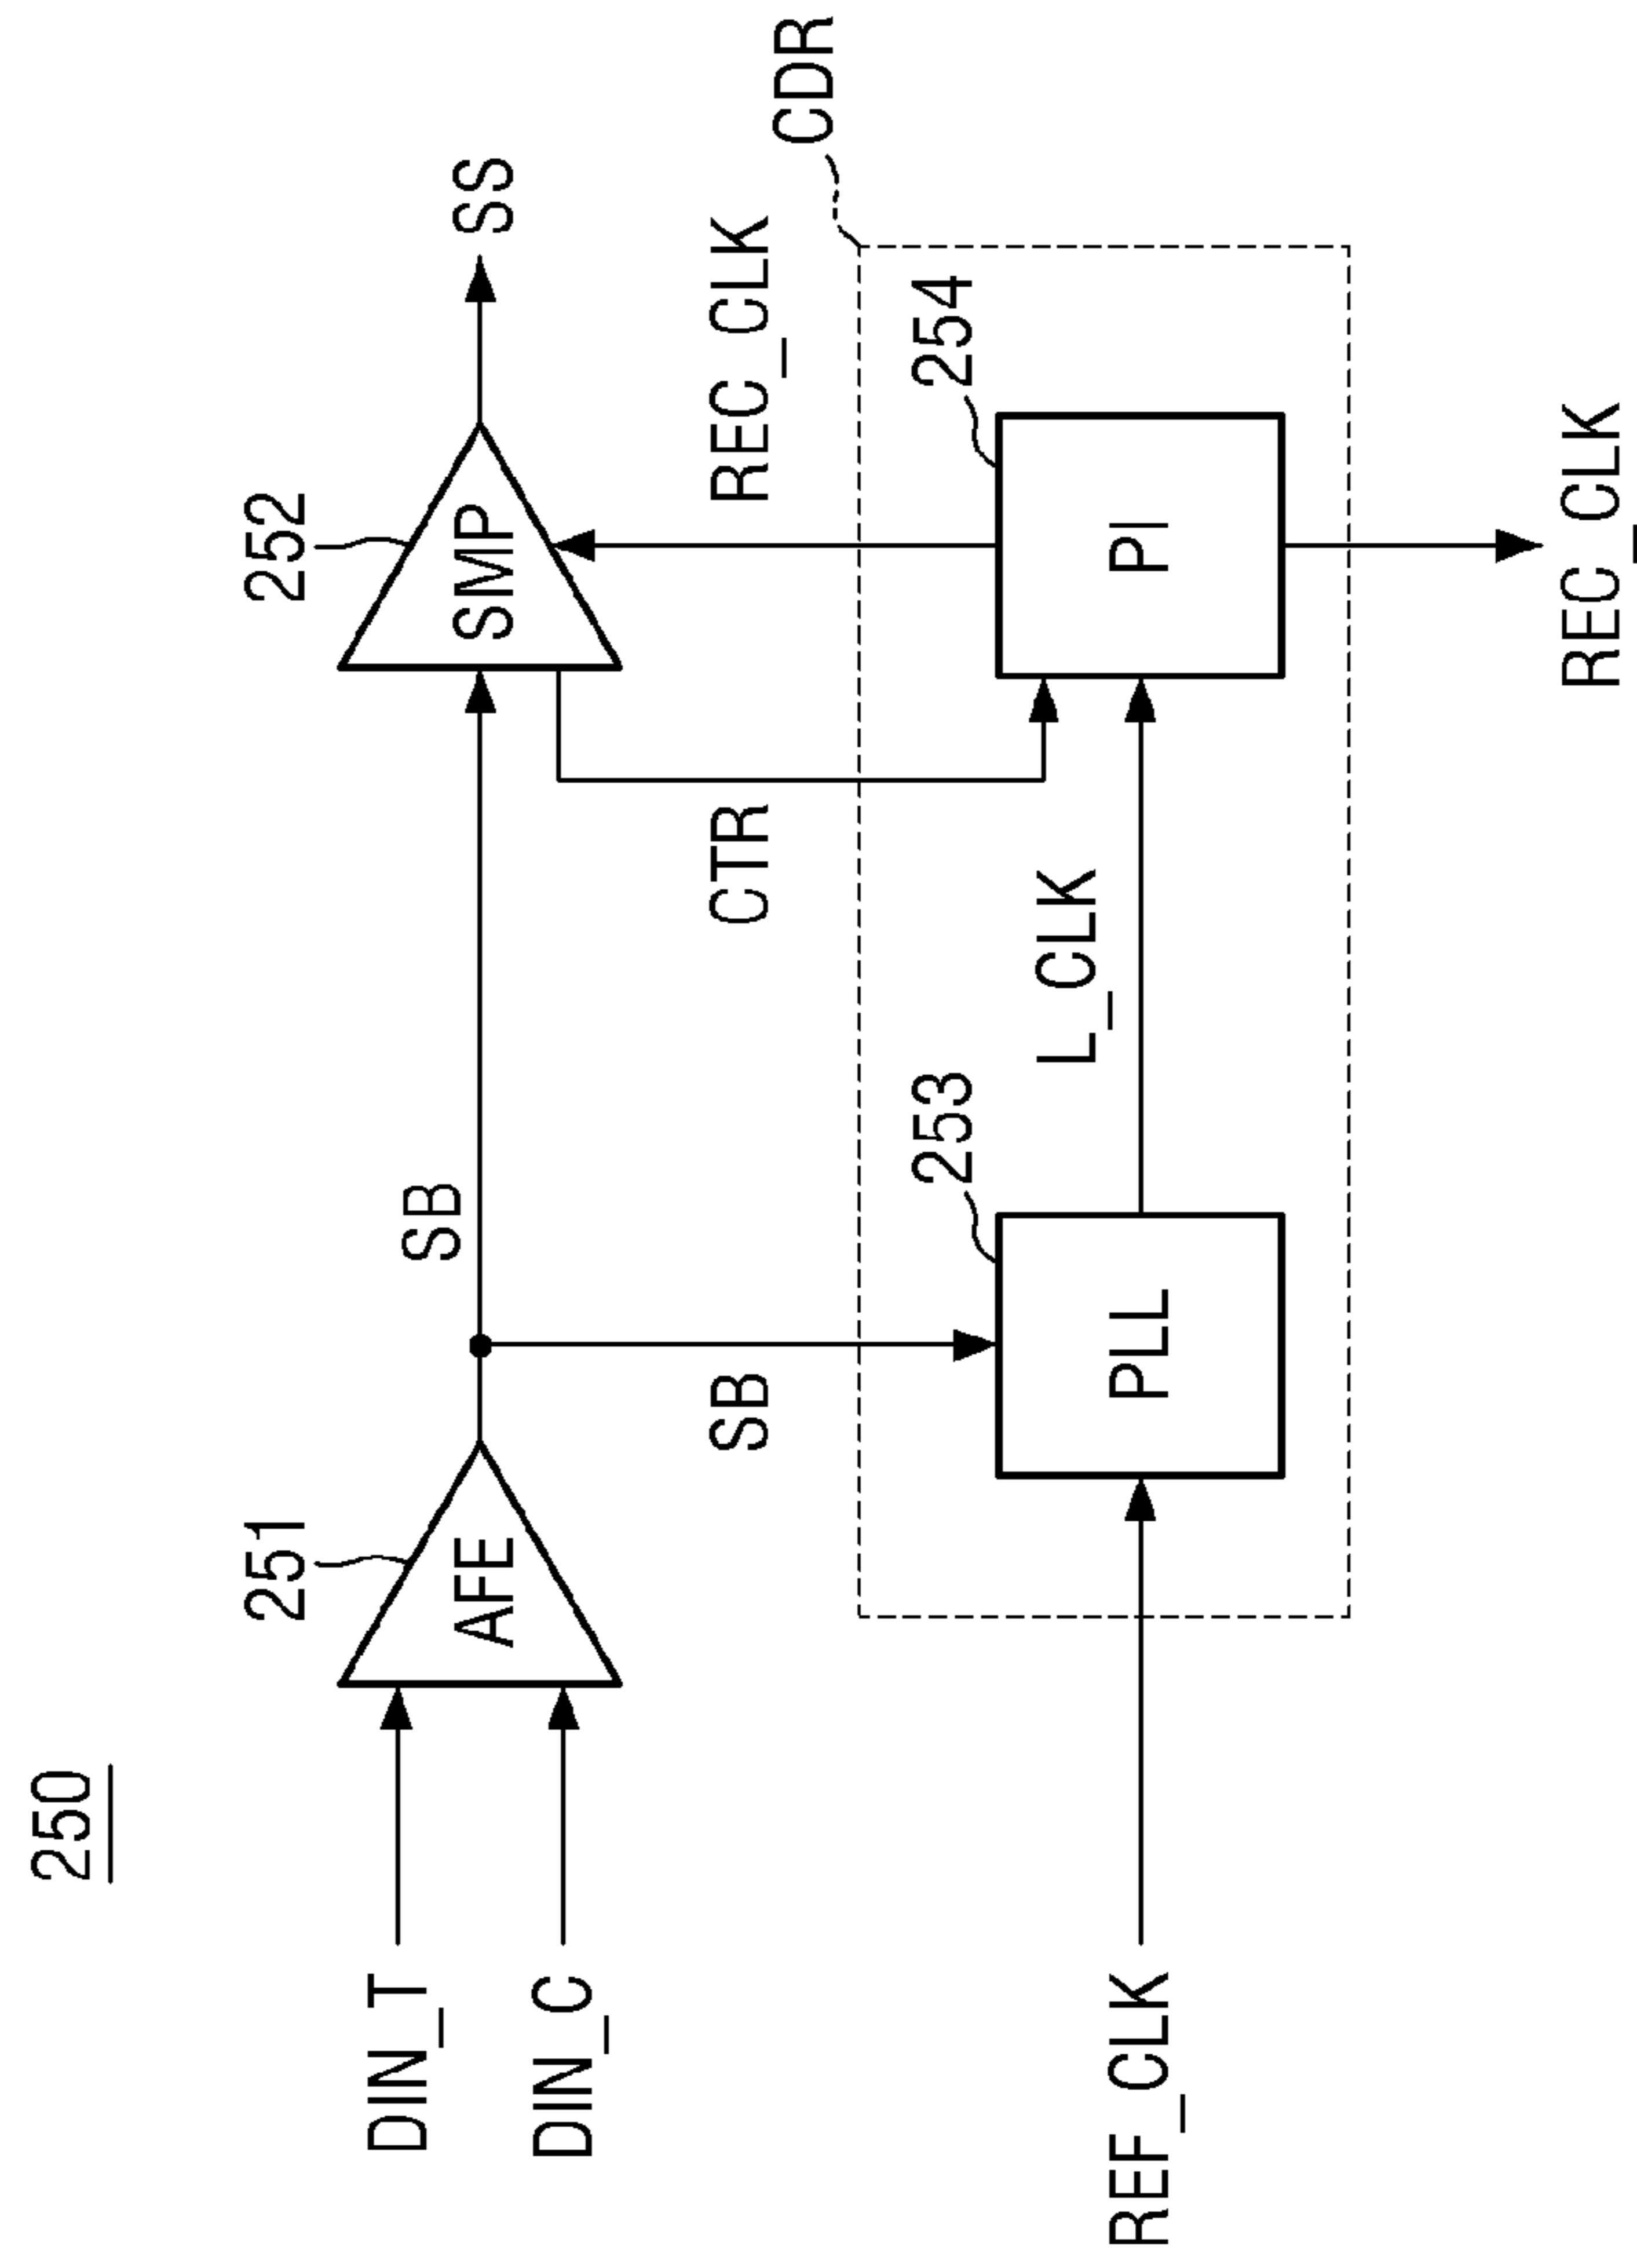 250
251
252
DIN_T
AFE
SB
SMP
SS
DIN_C
SB
CTR
REC_CLK
CDR
253
254
REF_CLK
PLL
L_CLK
PI
REC_CLK